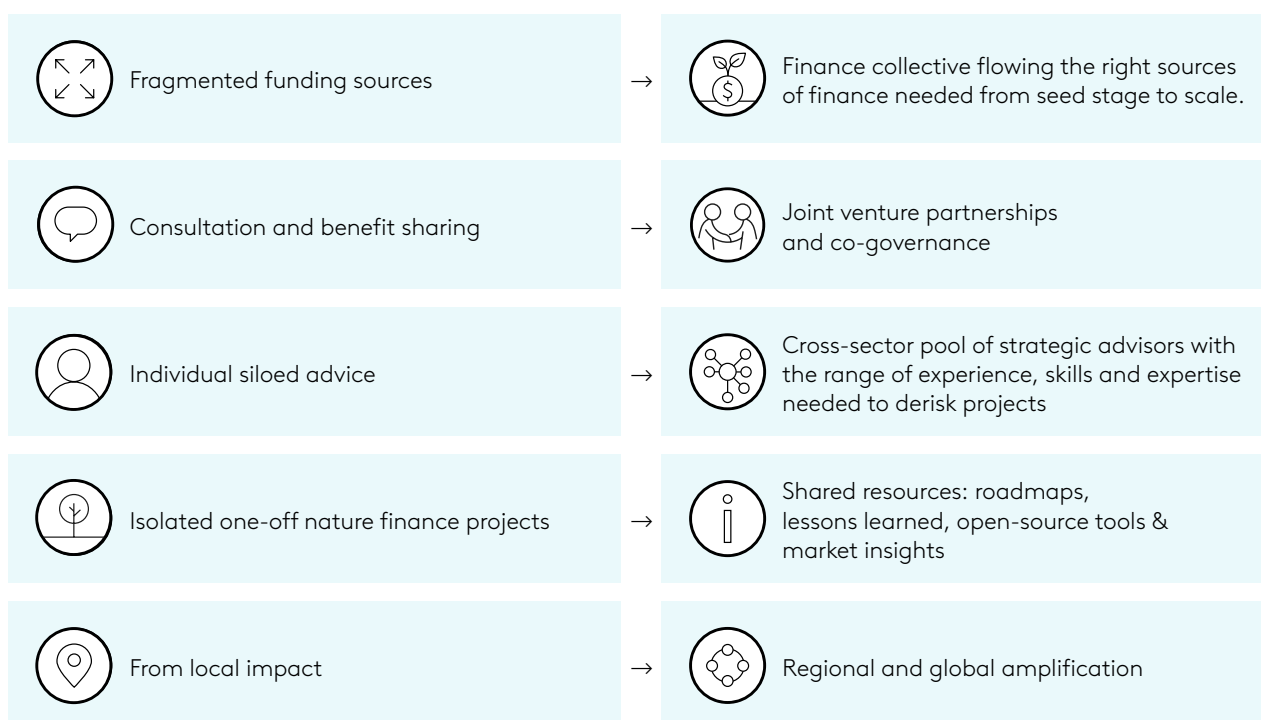 Fragmented funding sources
→
Finance collective flowing the right sources
of finance needed from seed stage to scale.
Consultation and benefit sharing
→
Joint venture partnerships
and co-governance
Individual siloed advice
→
Cross-sector pool of strategic advisors with
the range of experience, skills and expertise
needed to derisk projects
Isolated one-off nature finance projects
→
Shared resources: roadmaps,
lessons learned, open-source tools &
market insights
From local impact
→
Regional and global amplification